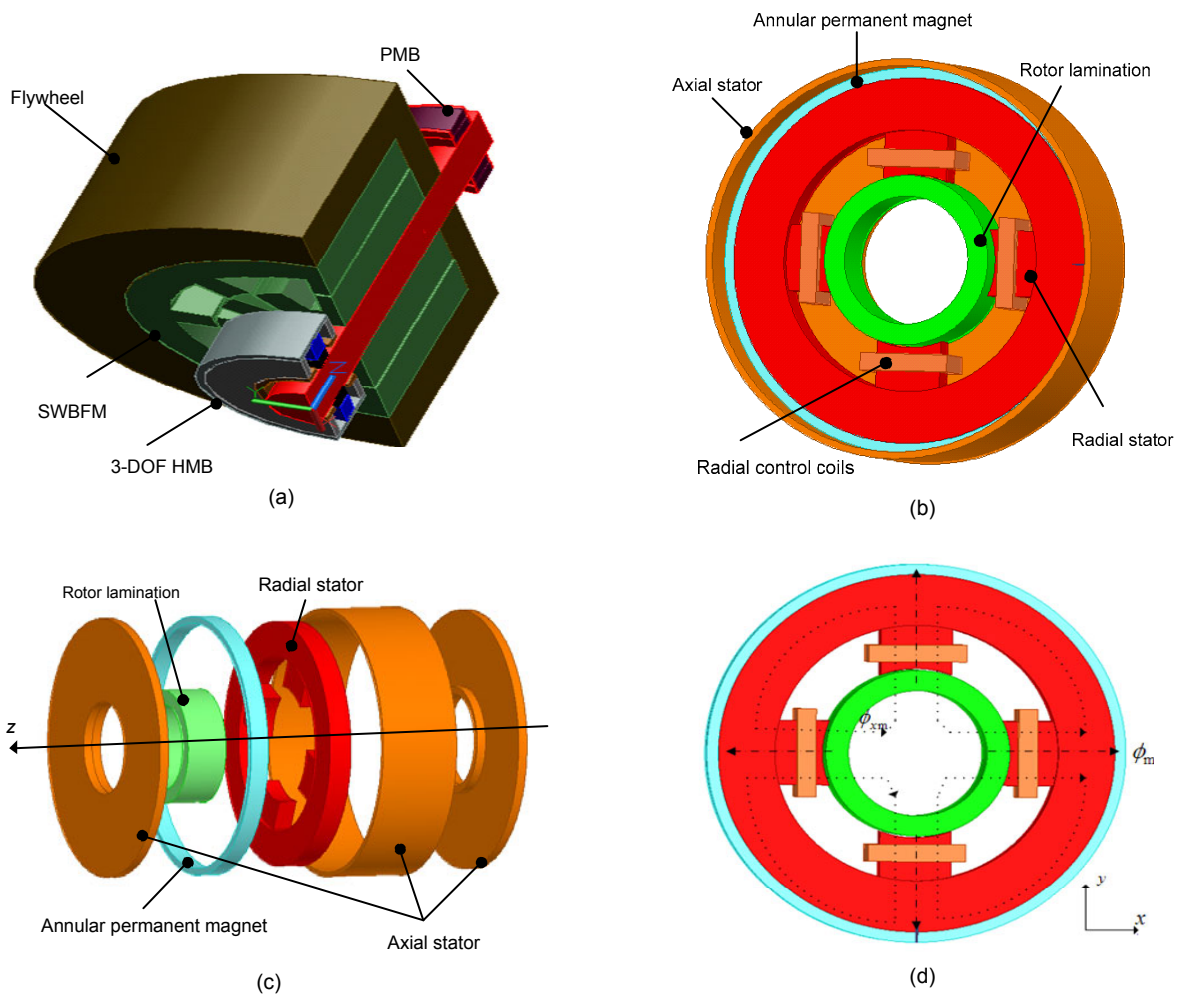 PMB
Flywheel
SWBFM
3-DOF HMB
Z
(a)
Annular permanent magnet
Axial stator
Rotor lamination
Radial stator
Radial control coils
(b)
Radial stator
Rotor lamination
z
Annular permanent magnet
Axial stator
(c)
ϕxm
ϕm
y
x
(d)